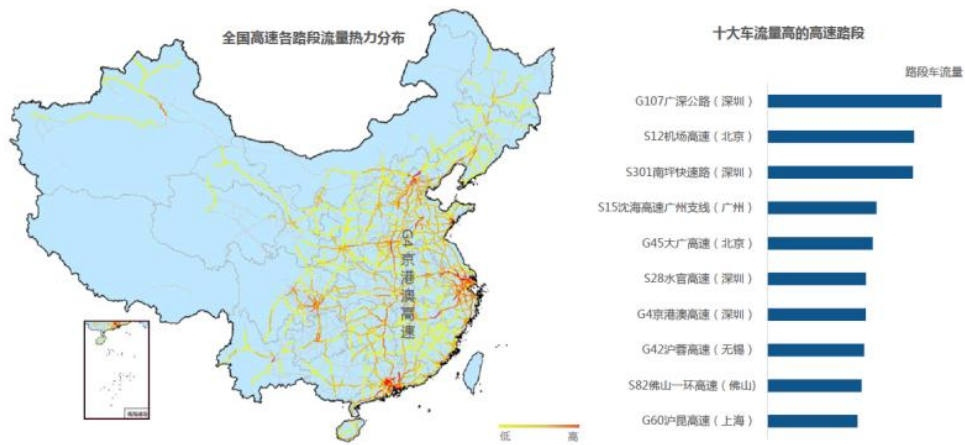 全国高速各路段流量热力分布
G4京港澳高速
南海诸岛
低 高
十大车流量高的高速路段
路段车流量
G107广深公路（深圳）
S12机场高速（北京）
S301南坪快速路（深圳）
S15沈海高速广州支线（广州）
G45大广高速（北京）
S28水官高速（深圳）
G4京港澳高速（深圳）
G42沪蓉高速（无锡）
S82佛山一环高速（佛山）
G60沪昆高速（上海）